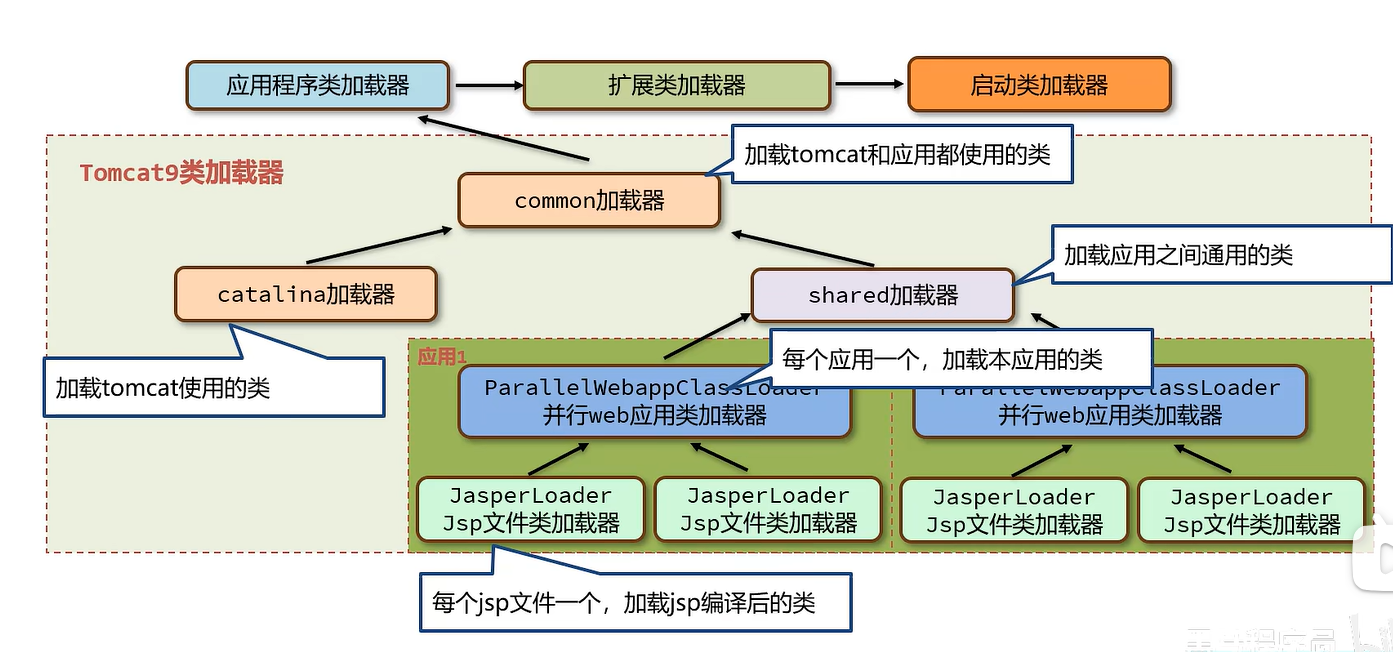 应用程序类加载器
扩展类加载器
启动类加载器
Tomcat9类加载器
加载tomcat和应用都使用的类
common加载器
加载应用之间通用的类
catalina加载器
shared加载器
应用1
每个应用一个，加载本应用的类
加载tomcat使用的类
ParallelWebappClassLoader
并行web应用类加载器
ParallelWebappClassLoader
并行web应用类加载器
JasperLoader
Jsp文件类加载器
JasperLoader
Jsp文件类加载器
JasperLoader
Jsp文件类加载器
JasperLoader
Jsp文件类加载器
每个jsp文件一个，加载jsp编译后的类